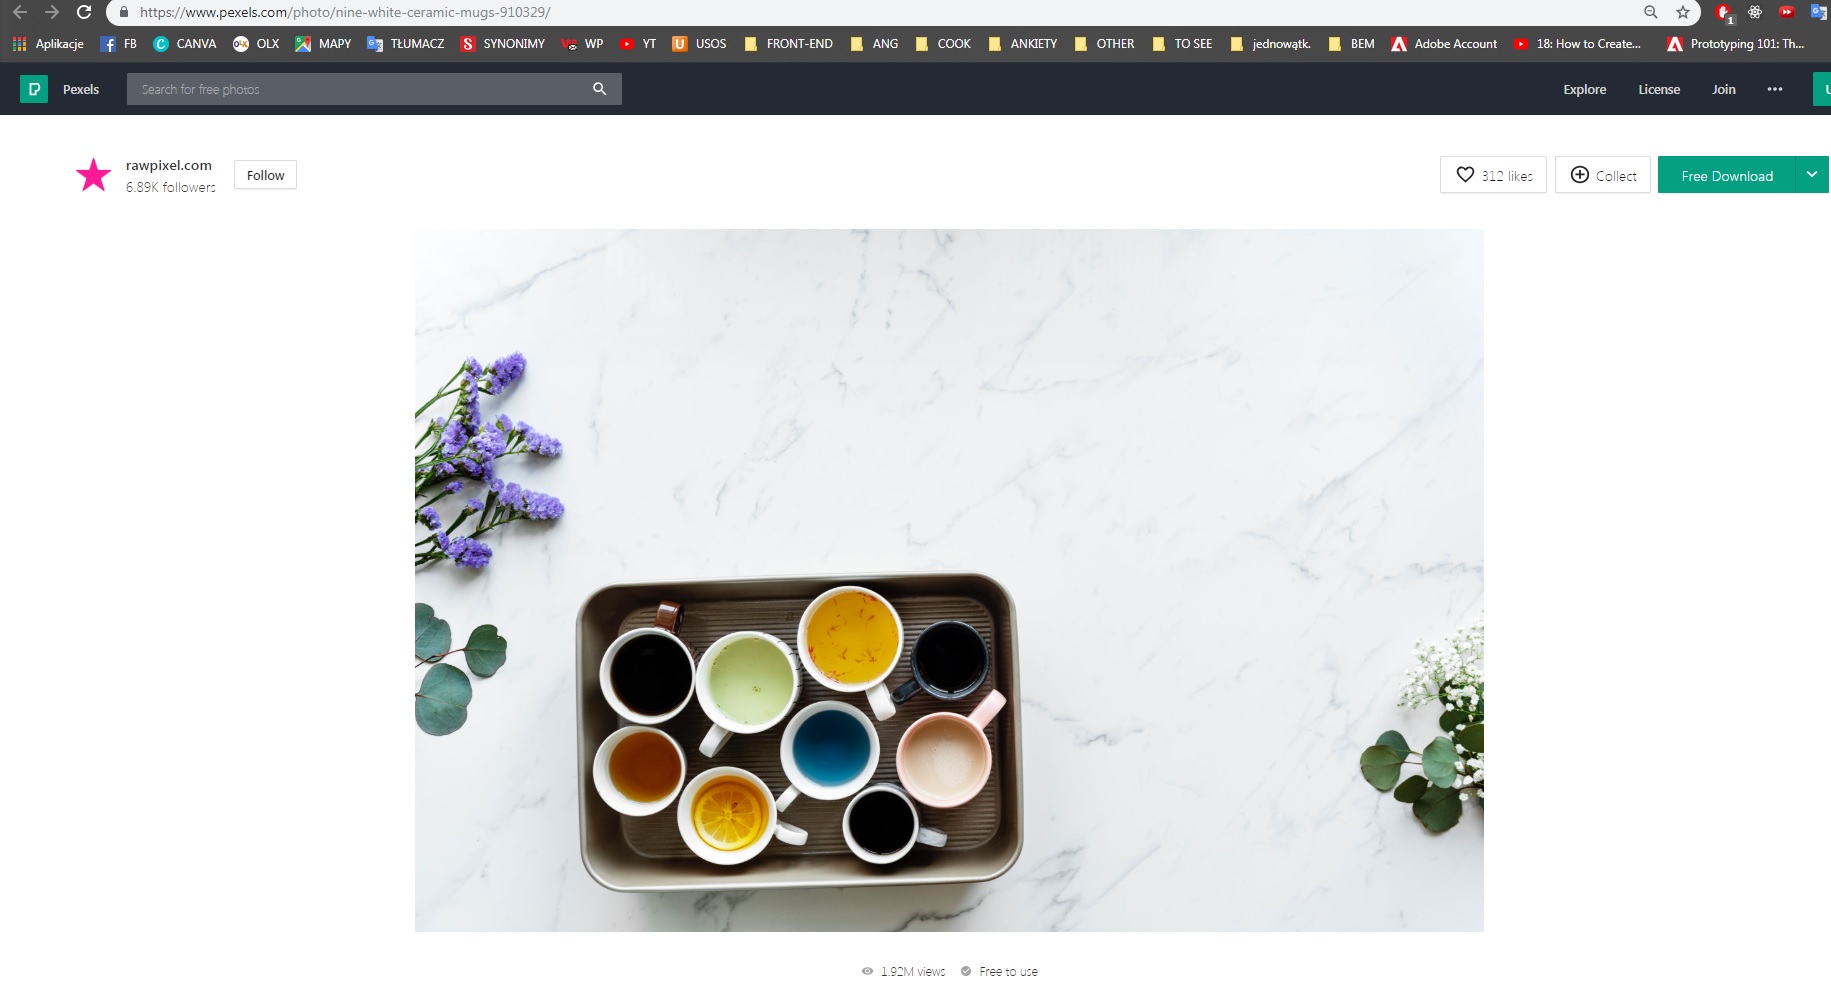 https://www.pexels.com/photo/nine-white-ceramic-mugs-910329/
1
Aplikacje FB CANVA OLX MAPY TŁUMACZ SYNONIMY WP YT USOS FRONT-END ANG COOK ANKIETY OTHER TO SEE jednowątk. BEM Adobe Account 18: How to Create... Prototyping 101: Th...
Pexels Search for free photos Explore License Join
rawpixel.com
6.89K followers
Follow
312 likes Collect Free Download
1.92M views Free to use